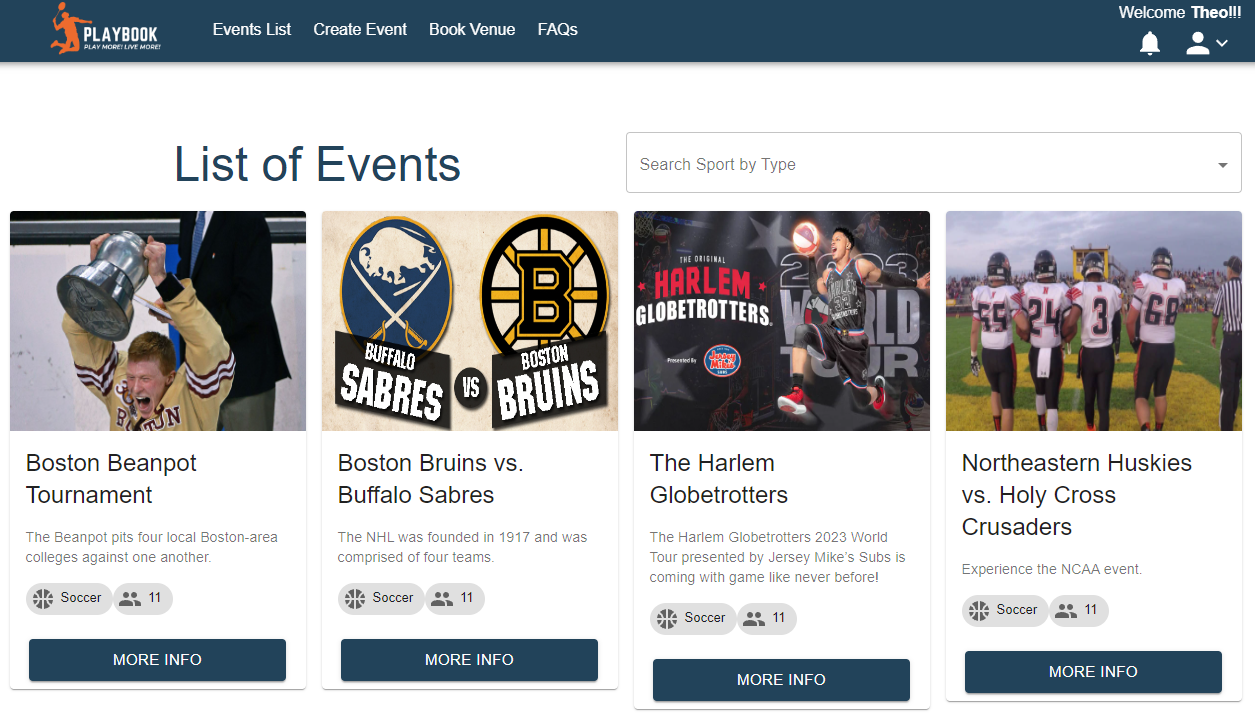 Welcome Theo!!!
PLAYBOOK
PLAY MORE! LIVE MORE!
Events List
Create Event
Book Venue
FAQs
List of Events
Search Sport by Type
BUFFALO
SABRES
VS
BOSTON
BRUINS
THE ORIGINAL
HARLEM
GLOBETROTTERS
Presented By
Jersey
Mike's
SUBS
2023
WORLD
TOUR
55
24
3
68
Boston Beanpot
Tournament
The Beanpot pits four local Boston-area
colleges against one another.
Soccer
11
MORE INFO
Boston Bruins vs.
Buffalo Sabres
The NHL was founded in 1917 and was
comprised of four teams.
Soccer
11
MORE INFO
The Harlem
Globetrotters
The Harlem Globetrotters 2023 World
Tour presented by Jersey Mike's Subs is
coming with game like never before!
Soccer
11
MORE INFO
Northeastern Huskies
vs. Holy Cross
Crusaders
Experience the NCAA event.
Soccer
11
MORE INFO